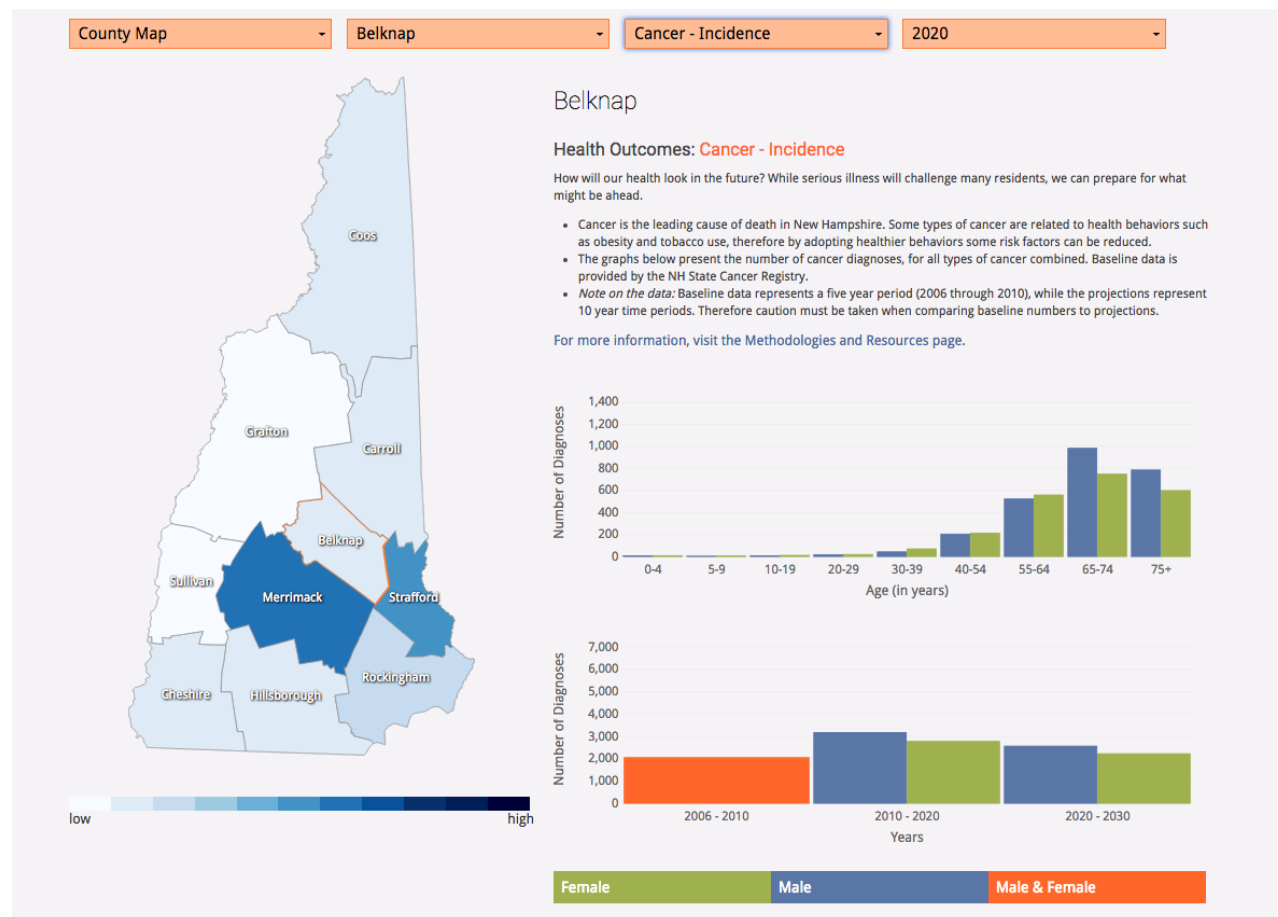 County Map
Belknap
Cancer - Incidence
2020
Coos
Grafton
Carroll
Belknap
Sullivan
Merrimack
Strafford
Rockingham
Cheshire
Hillsborough
low
high
Belknap
Health Outcomes: Cancer - Incidence
How will our health look in the future? While serious illness will challenge many residents, we can prepare for what
might be ahead.
• Cancer is the leading cause of death in New Hampshire. Some types of cancer are related to health behaviors such
as obesity and tobacco use, therefore by adopting healthier behaviors some risk factors can be reduced.
• The graphs below present the number of cancer diagnoses, for all types of cancer combined. Baseline data is
provided by the NH State Cancer Registry.
• Note on the data: Baseline data represents a five year period (2006 through 2010), while the projections represent
10 year time periods. Therefore caution must be taken when comparing baseline numbers to projections.
For more information, visit the Methodologies and Resources page.
Number of Diagnoses
1,400
1,200
1,000
800
600
400
200
0
0-4 5-9 10-19 20-29 30-39 40-54 55-64 65-74 75+
Age (in years)
Number of Diagnoses
7,000
6,000
5,000
4,000
3,000
2,000
1,000
0
2006 - 2010 2010 - 2020 2020 - 2030
Years
Female Male Male & Female